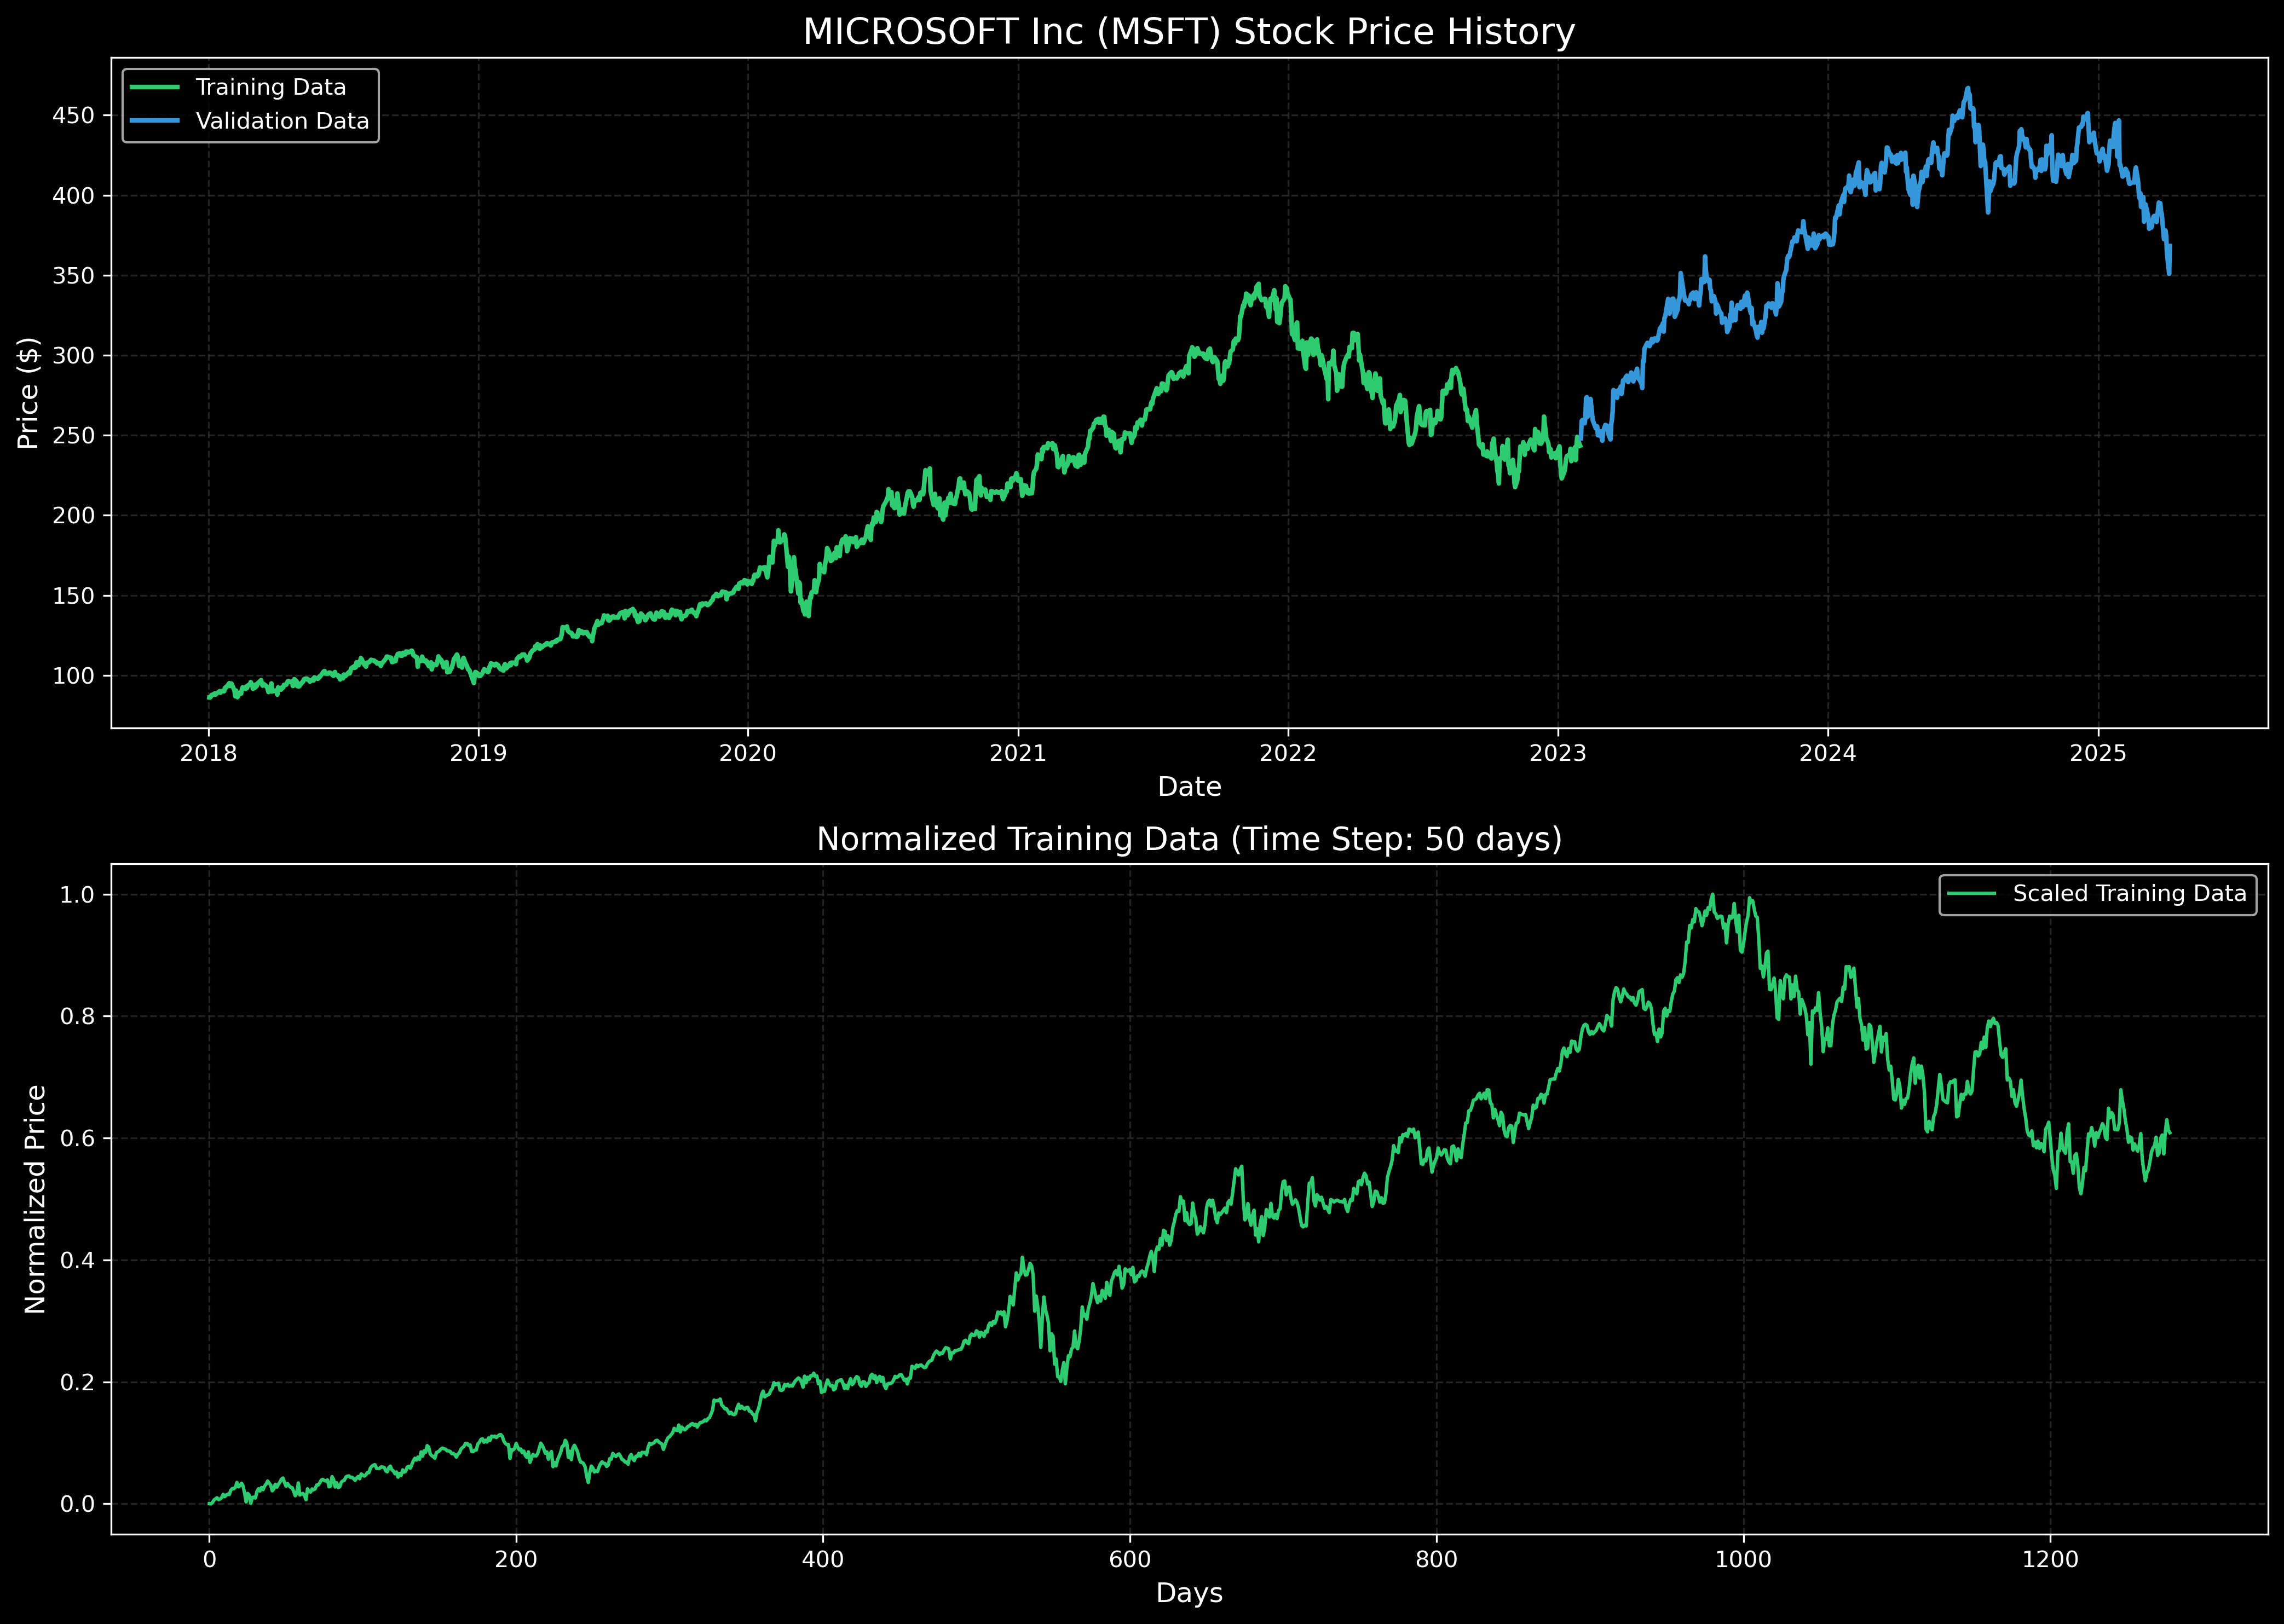 MICROSOFT Inc (MSFT) Stock Price History
Training Data
Validation Data
450
400
350
300
250
200
150
100
Price ($)
2018 2019 2020 2021 2022 2023 2024 2025
Date
Normalized Training Data (Time Step: 50 days)
Scaled Training Data
1.0
0.8
0.6
0.4
0.2
0.0
Normalized Price
0 200 400 600 800 1000 1200
Days